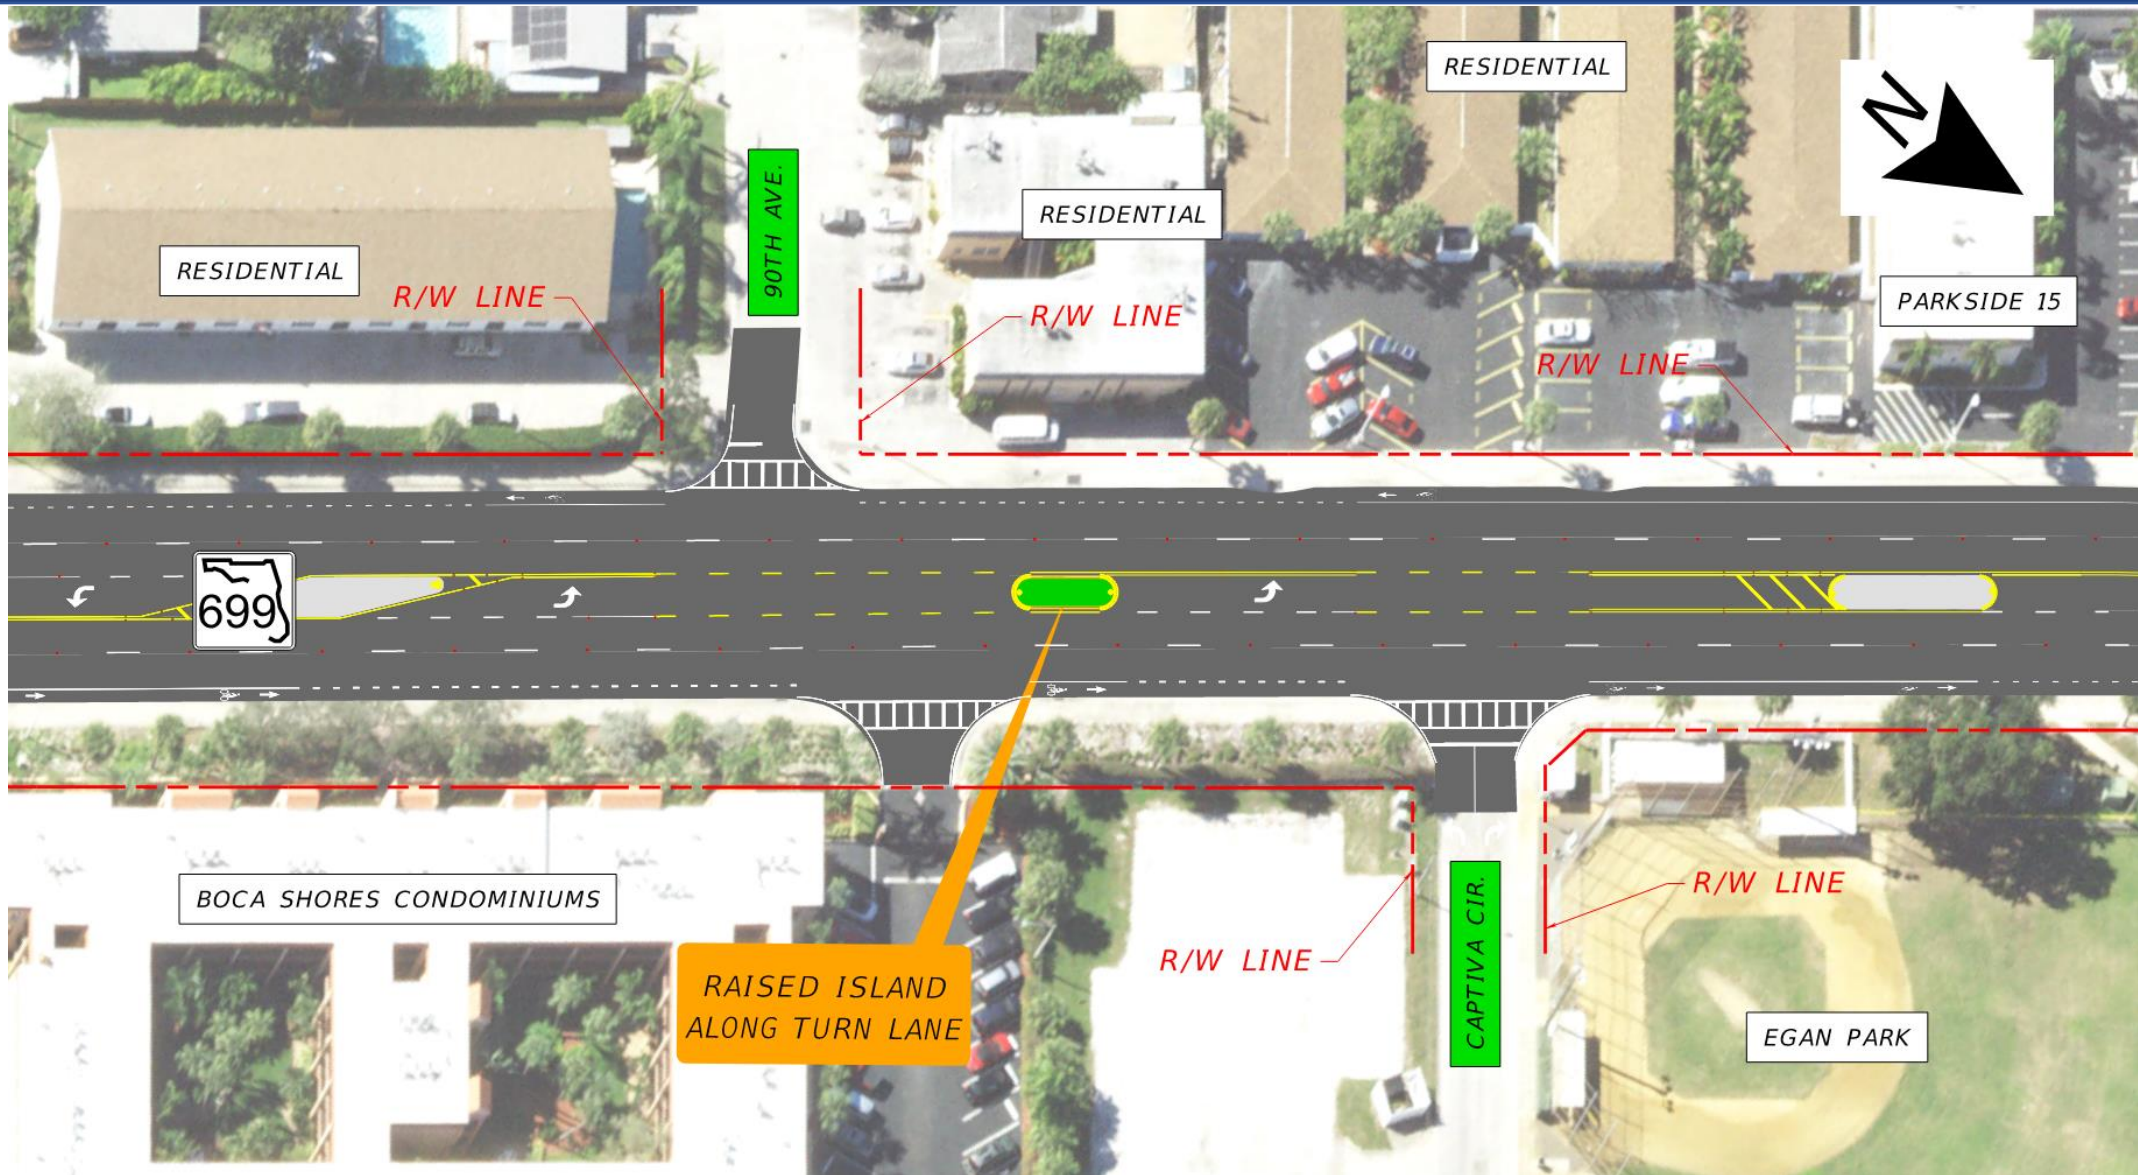 RESIDENTIAL
N
90TH AVE.
RESIDENTIAL
RESIDENTIAL
R/W LINE
R/W LINE
PARKSIDE 15
R/W LINE
699
BOCA SHORES CONDOMINIUMS
R/W LINE
R/W LINE
CAPTIVA CIR.
RAISED ISLAND
ALONG TURN LANE
EGAN PARK